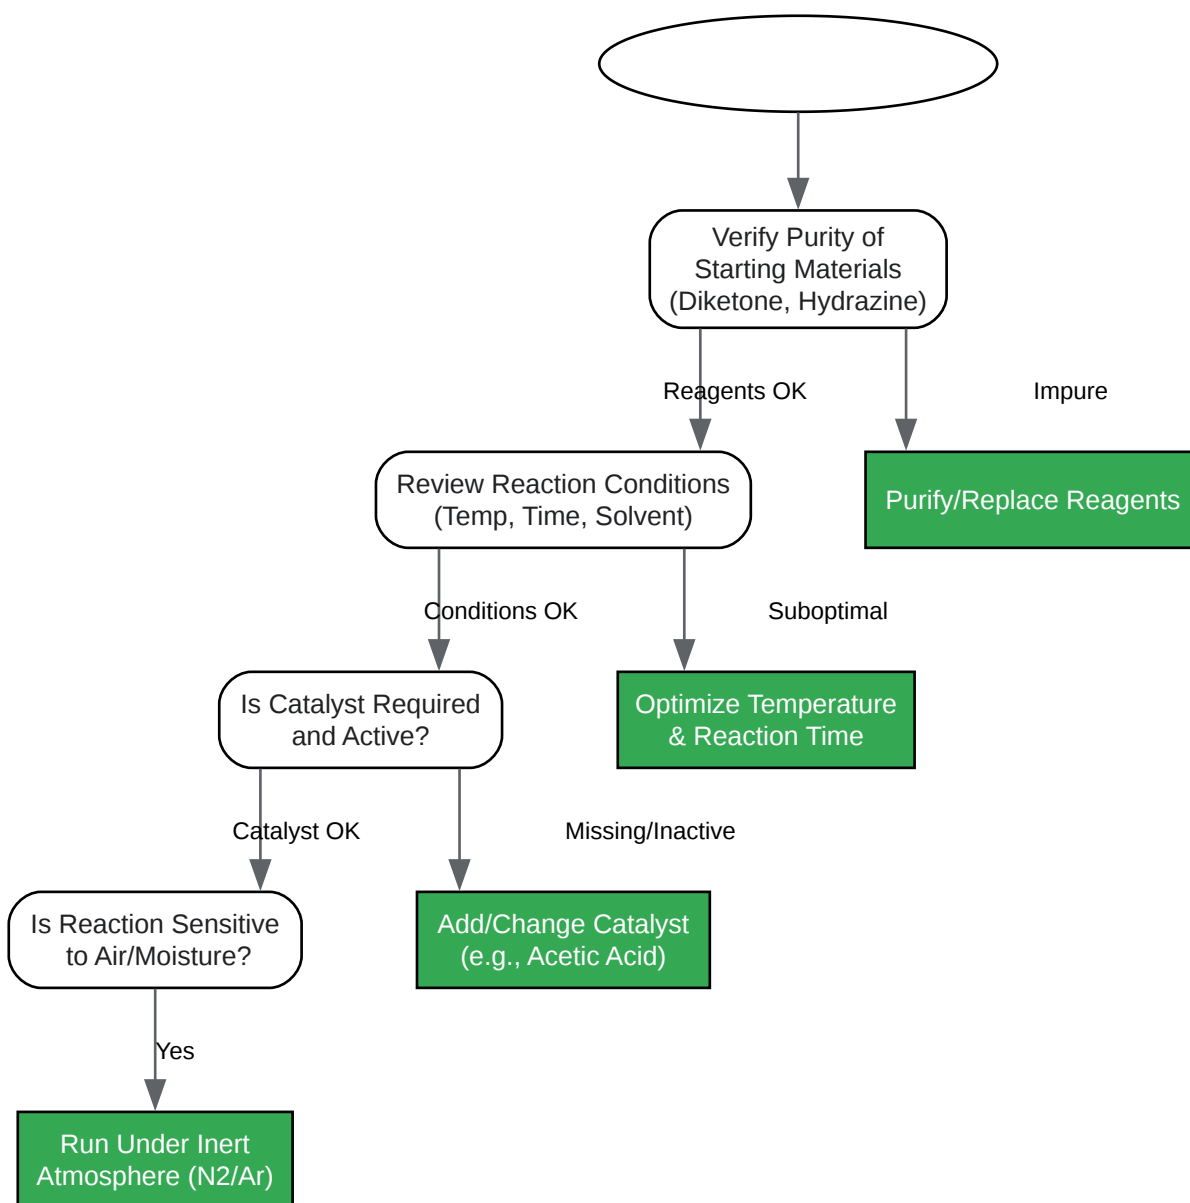 Verify Purity of
Starting Materials
(Diketone, Hydrazine)
Reagents OK
Impure
Review Reaction Conditions
(Temp, Time, Solvent)
Purify/Replace Reagents
Conditions OK
Suboptimal
Is Catalyst Required
and Active?
Optimize Temperature
& Reaction Time
Catalyst OK
Missing/Inactive
Is Reaction Sensitive
to Air/Moisture?
Add/Change Catalyst
(e.g., Acetic Acid)
Yes
Run Under Inert
Atmosphere (N2/Ar)